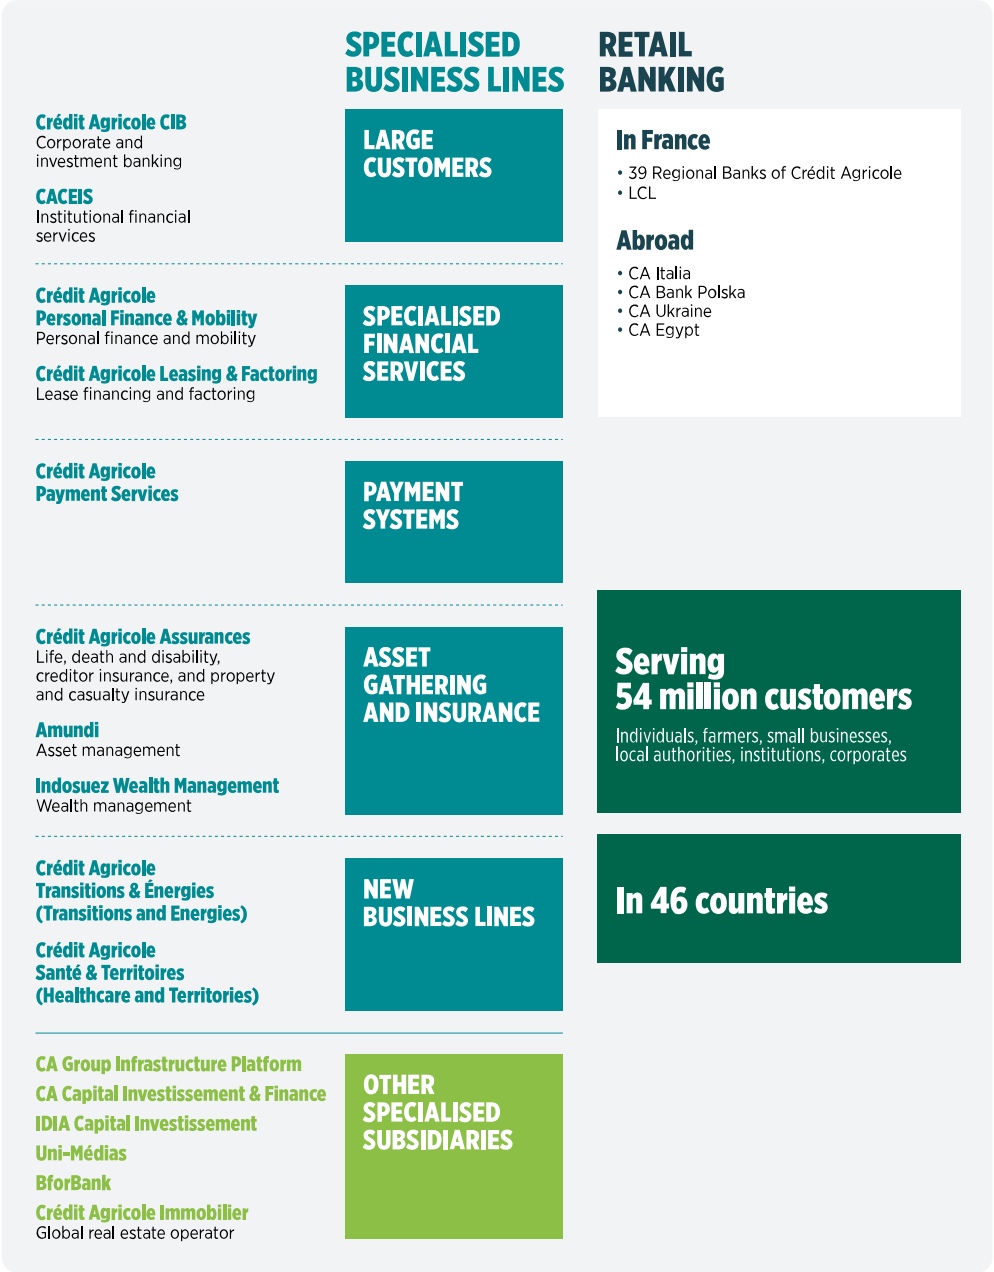 SPECIALISED
BUSINESS LINES
Crédit Agricole CIB
Corporate and
investment banking
CACEIS
Institutional financial
services
LARGE
CUSTOMERS
Crédit Agricole
Personal Finance & Mobility
Personal finance and mobility
Crédit Agricole Leasing & Factoring
Lease financing and factoring
SPECIALISED
FINANCIAL
SERVICES
Crédit Agricole
Payment Services
PAYMENT
SYSTEMS
Crédit Agricole Assurances
Life, death and disability,
creditor insurance, and property
and casualty insurance
Amundi
Asset management
Indosuez Wealth Management
Wealth management
ASSET
GATHERING
AND INSURANCE
Crédit Agricole
Transitions & Énergies
(Transitions and Energies)
Crédit Agricole
Santé & Territoires
(Healthcare and Territories)
NEW
BUSINESS LINES
CA Group Infrastructure Platform
CA Capital Investissement & Finance
IDIA Capital Investissement
Uni-Médias
BforBank
Crédit Agricole Immobilier
Global real estate operator
OTHER
SPECIALISED
SUBSIDIARIES
RETAIL
BANKING
In France
• 39 Regional Banks of Crédit Agricole
• LCL
Abroad
• CA Italia
• CA Bank Polska
• CA Ukraine
• CA Egypt
Serving
54 million customers
Individuals, farmers, small businesses,
local authorities, institutions, corporates
In 46 countries